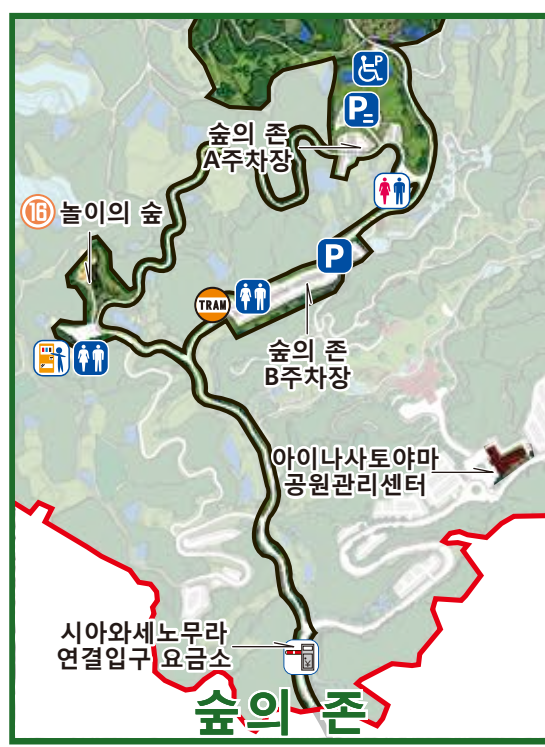 P
P
숲의 존
A주차장
⑯ 놀이의 숲
P
TRAM
숲의 존
B주차장
아이나사토야마
공원관리센터
시아와세노무라
연결입구 요금소
숲의 존